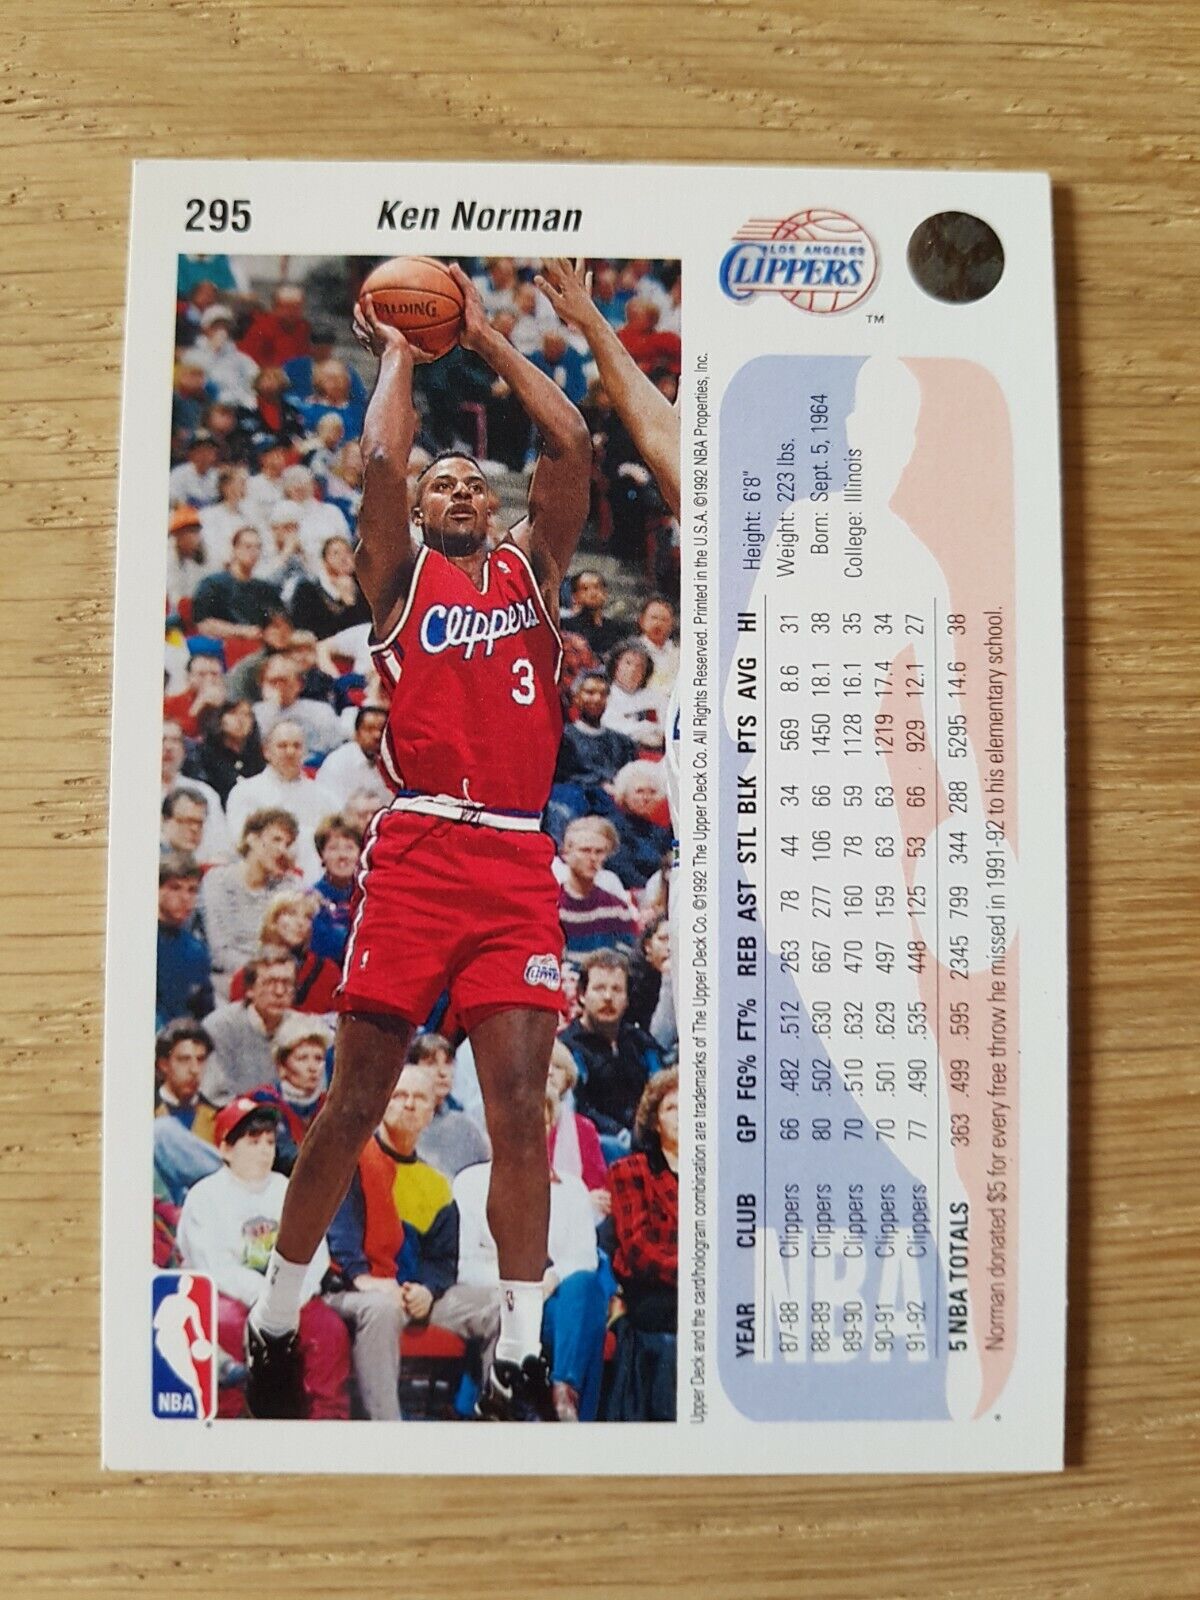 295
Ken Norman
LOS ANGELES
CLIPPERS
TM
SPALDING
Clippers
3
NBA
Upper Deck and the card/hologram combination are trademarks of The Upper Deck Co. ©1992 The Upper Deck Co. All Rights Reserved. Printed in the U.S.A. ©1992 NBA Properties, Inc.
Height: 6'8"
Weight: 223 lbs.
Born: Sept. 5, 1964
College: Illinois
YEAR CLUB GP FG% FT% REB AST STL BLK PTS AVG HI
87-88 Clippers 66 .482 .512 263 78 44 34 569 8.6 31
88-89 Clippers 80 .502 .630 667 277 106 66 1450 18.1 38
89-90 Clippers 70 .510 .632 470 160 78 59 1128 16.1 35
90-91 Clippers 70 .501 .629 497 159 63 63 1219 17.4 34
91-92 Clippers 77 .490 .535 448 125 53 66 929 12.1 27
5 NBA TOTALS 363 .499 .595 2345 799 344 288 5295 14.6 38
Norman donated $5 for every free throw he missed in 1991-92 to his elementary school.
NBA